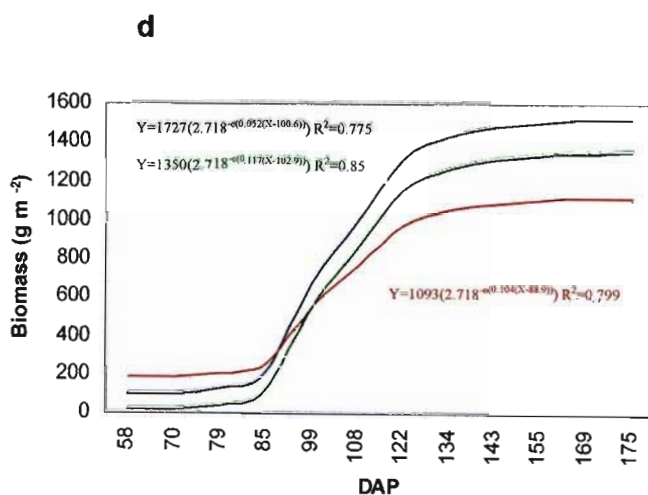 d
1600
1400
1200
1000
800
600
400
200
0
Biomass (g m -2)
Y=1727(2.718-e(0.052(X-100.6))) R2=0.775
Y=1350(2.718-e(0.117(X-102.9))) R2=0.85
Y=1093(2.718-e(0.104(X-88.9))) R2=0.799
58 70 79 85 99 108 122 134 143 155 169 175
DAP